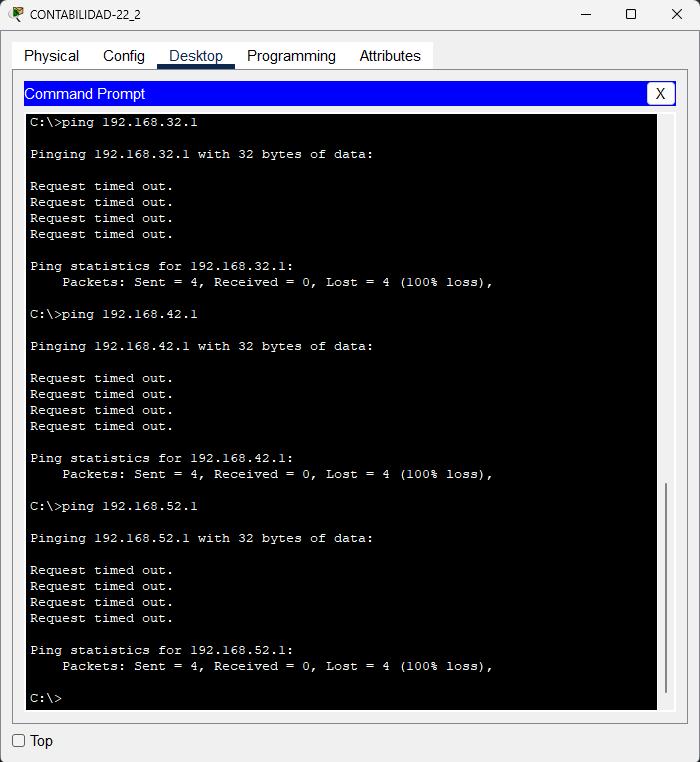 CONTABILIDAD-22_2
Physical Config Desktop Programming Attributes
Command Prompt X
C:\>ping 192.168.32.1
Pinging 192.168.32.1 with 32 bytes of data:
Request timed out.
Request timed out.
Request timed out.
Request timed out.
Ping statistics for 192.168.32.1:
    Packets: Sent = 4, Received = 0, Lost = 4 (100% loss),
C:\>ping 192.168.42.1
Pinging 192.168.42.1 with 32 bytes of data:
Request timed out.
Request timed out.
Request timed out.
Request timed out.
Ping statistics for 192.168.42.1:
    Packets: Sent = 4, Received = 0, Lost = 4 (100% loss),
C:\>ping 192.168.52.1
Pinging 192.168.52.1 with 32 bytes of data:
Request timed out.
Request timed out.
Request timed out.
Request timed out.
Ping statistics for 192.168.52.1:
    Packets: Sent = 4, Received = 0, Lost = 4 (100% loss),
C:\>
Top